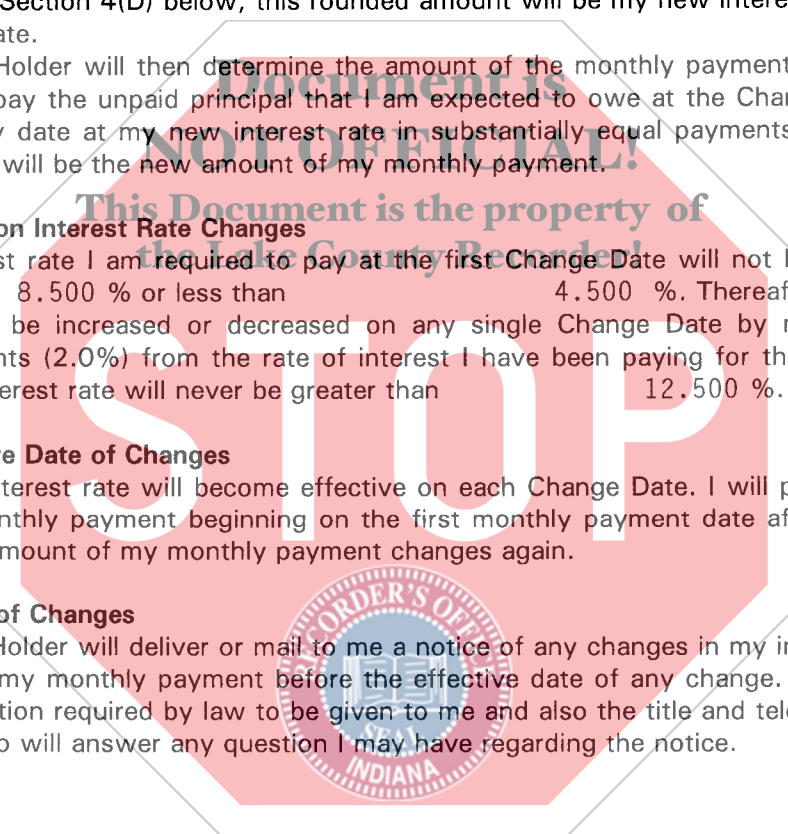 Section 4(D) below, this rounded amount will be my new intere
ate.
Holder will then determine the amount of the monthly payment
pay the unpaid principal that I am expected to owe at the Char
y date at my new interest rate in substantially equal payments
will be the new amount of my monthly payment.
on Interest Rate Changes
st rate I am required to pay at the first Change Date will not
8.500 % or less than 4.500 %. Thereaf
be increased or decreased on any single Change Date by
nts (2.0%) from the rate of interest I have been paying for th
erest rate will never be greater than 12.500 %.
e Date of Changes
terest rate will become effective on each Change Date. I will p
nthly payment beginning on the first monthly payment date af
mount of my monthly payment changes again.
of Changes
Holder will deliver or mail to me a notice of any changes in my in
my monthly payment before the effective date of any change.
tion required by law to be given to me and also the title and tel
o will answer any question I may have regarding the notice.
Document is
NOT OFFICIAL!
This Document is the property of
the Lake County Recorder!
STOP
RECORDER'S OFFICE
SEAL
INDIANA